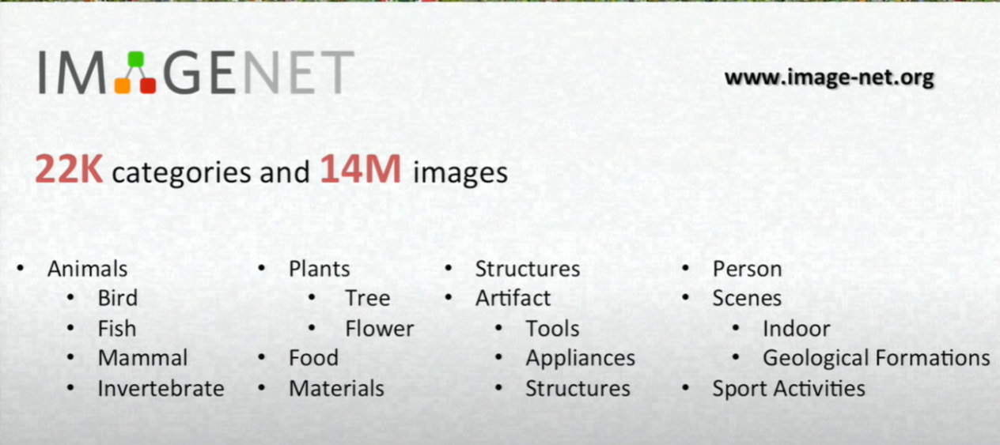 IMAGENET
www.image-net.org
22K categories and 14M images
• Animals
• Bird
• Fish
• Mammal
• Invertebrate
• Plants
• Tree
• Flower
• Food
• Materials
• Structures
• Artifact
• Tools
• Appliances
• Structures
• Person
• Scenes
• Indoor
• Geological Formations
• Sport Activities